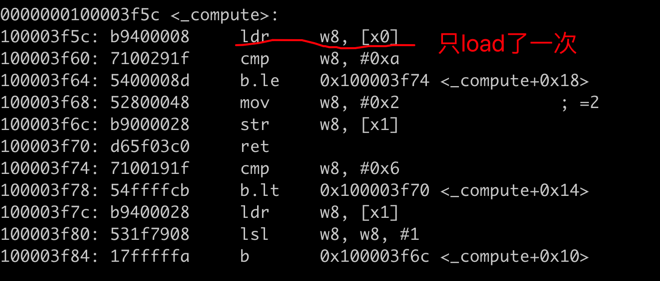 0000000100003f5c <_compute>:
100003f5c: b9400008 ldr w8, [x0] 只load了一次
100003f60: 7100291f cmp w8, #0xa
100003f64: 5400008d b.le 0x100003f74 <_compute+0x18>
100003f68: 52800048 mov w8, #0x2 ; =2
100003f6c: b9000028 str w8, [x1]
100003f70: d65f03c0 ret
100003f74: 7100191f cmp w8, #0x6
100003f78: 54ffffcb b.lt 0x100003f70 <_compute+0x14>
100003f7c: b9400028 ldr w8, [x1]
100003f80: 531f7908 lsl w8, w8, #1
100003f84: 17fffffa b 0x100003f6c <_compute+0x10>